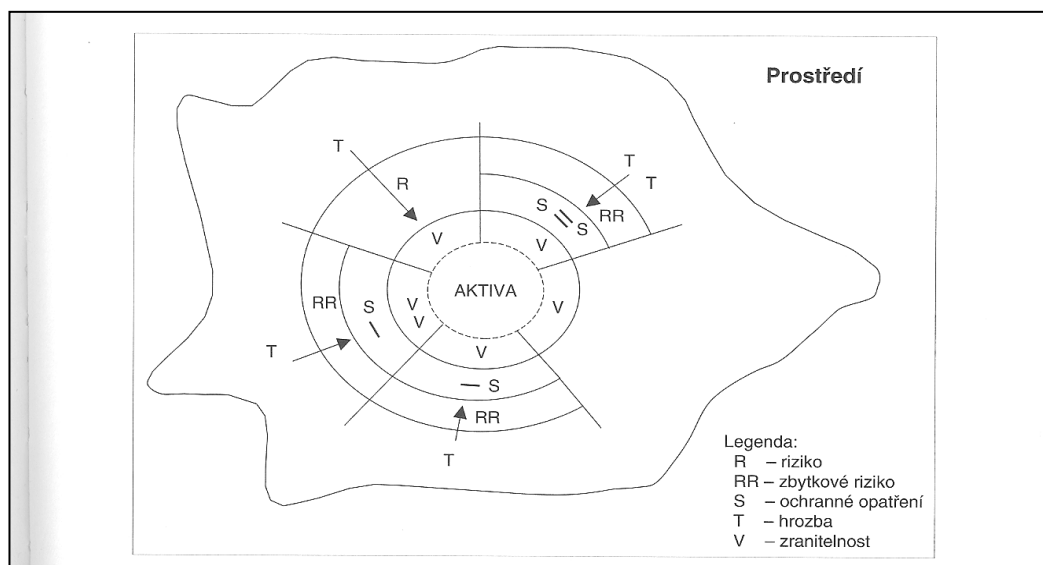 Prostředí
T
T
T
R
S
RR
S
V
V
AKTIVA
RR
S
V
V
V
V
T
S
RR
T
Legenda:
R – riziko
RR – zbytkové riziko
S – ochranné opatření
T – hrozba
V – zranitelnost